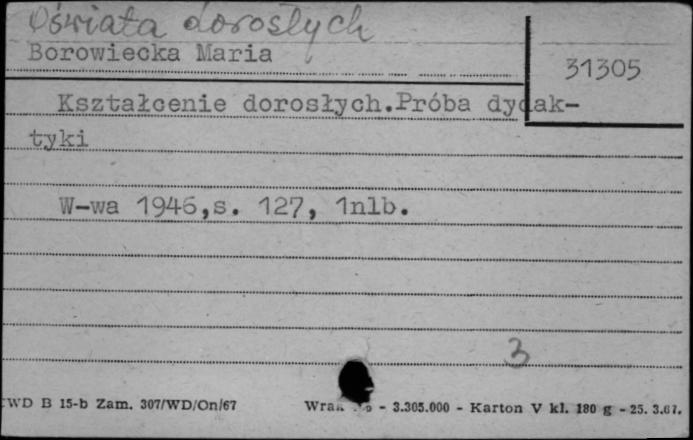 Oświata dorosłych
Borowiecka Maria
31305
Kształcenie dorosłych.Próba dydak-
tyki
W-wa 1946,s. 127, 1nlb.
3
WD B 15-b Zam. 307/WD/On/67
- 3.305.000 - Karton V kl. 180 g - 25. 3.67.